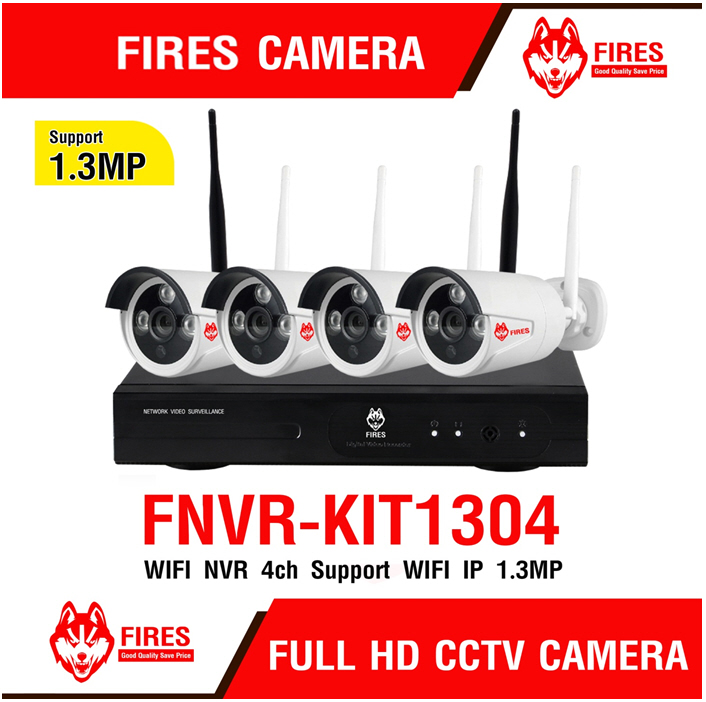 FIRES CAMERA
FIRES
Good Quality Save Price
Support
1.3MP
FIRES
NETWORK VIDEO SURVEILLANCE
FIRES
FNVR-KIT1304
WIFI NVR 4ch Support WIFI IP 1.3MP
FIRES
Good Quality Save Price
FULL HD CCTV CAMERA